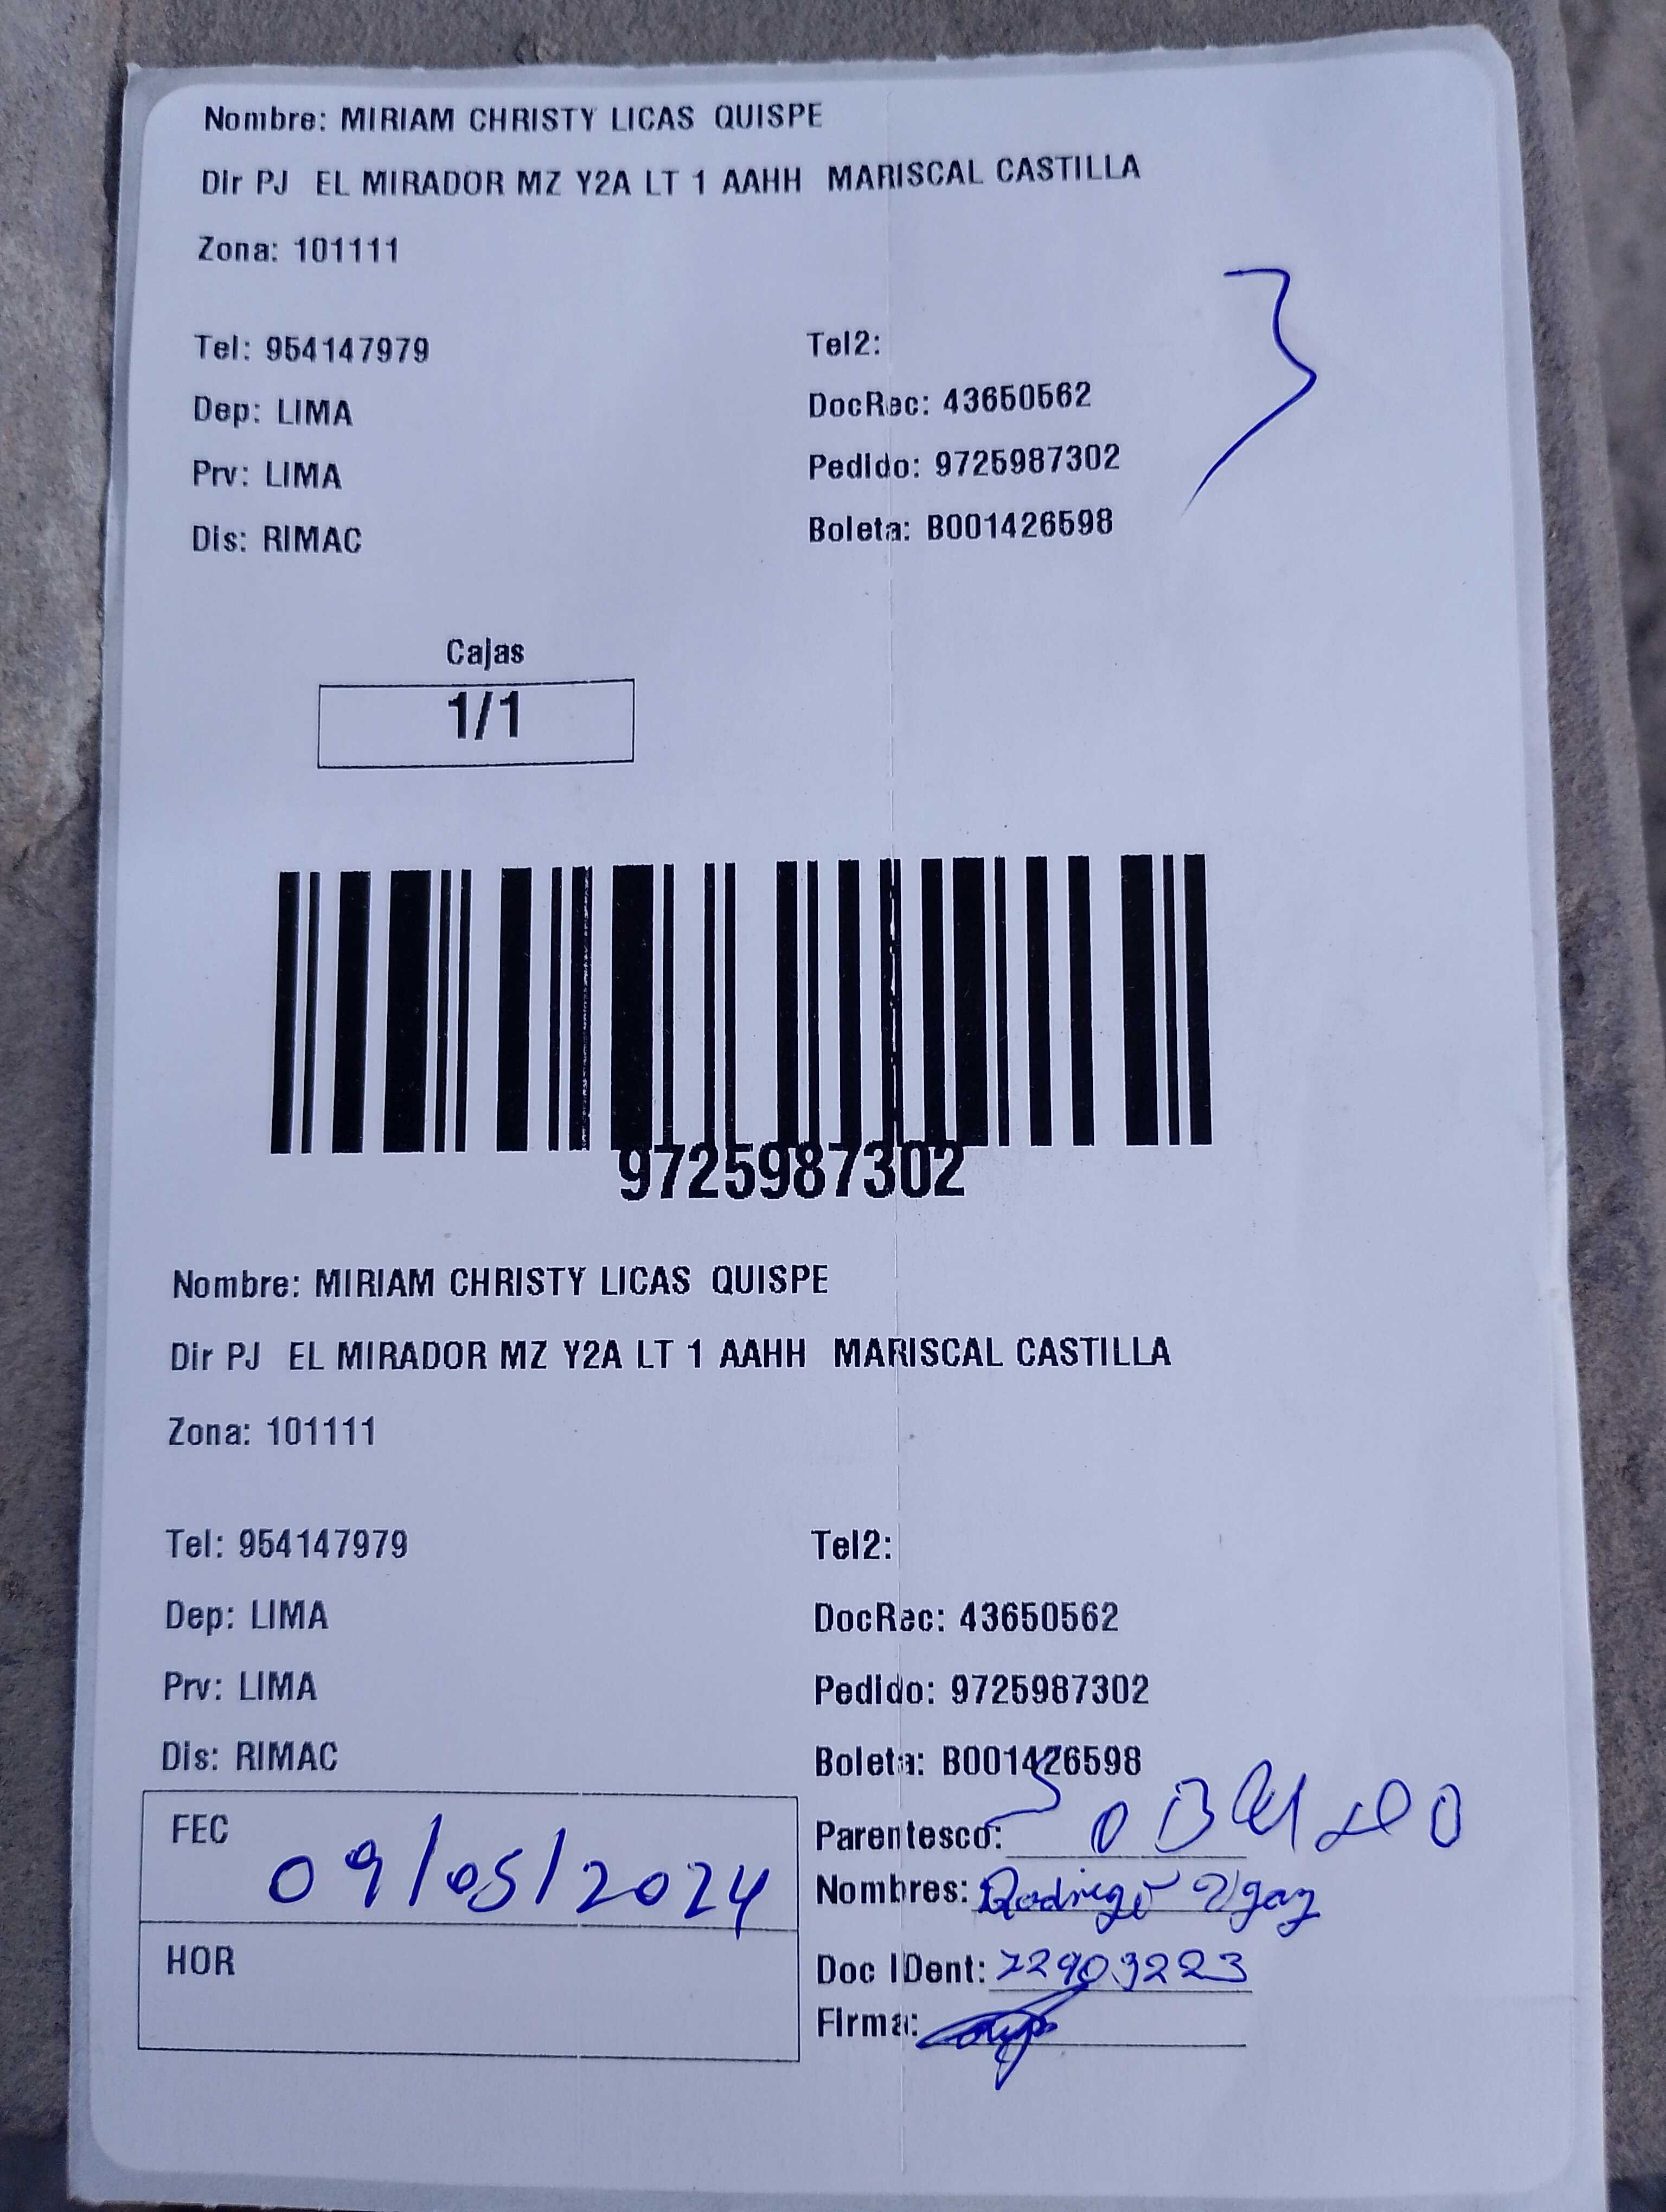 Nombre: MIRIAM CHRISTY LICAS QUISPE
Dir PJ EL MIRADOR MZ Y2A LT 1 AAHH MARISCAL CASTILLA
Zona: 101111
Tel: 954147979 Tel2:
Dep: LIMA DocRec: 43650562
Prv: LIMA Pedido: 9725987302
Dis: RIMAC Boleta: B001426598
3
Cajas
1/1
9725987302
Nombre: MIRIAM CHRISTY LICAS QUISPE
Dir PJ EL MIRADOR MZ Y2A LT 1 AAHH MARISCAL CASTILLA
Zona: 101111
Tel: 954147979 Tel2:
Dep: LIMA DocRec: 43650562
Prv: LIMA Pedido: 9725987302
Dis: RIMAC Boleta: B001426598
FEC 09/05/2024
Parentesco:
Nombres: Rodrigo Ugaz
HOR
Doc IDent: 72909223
Firma: